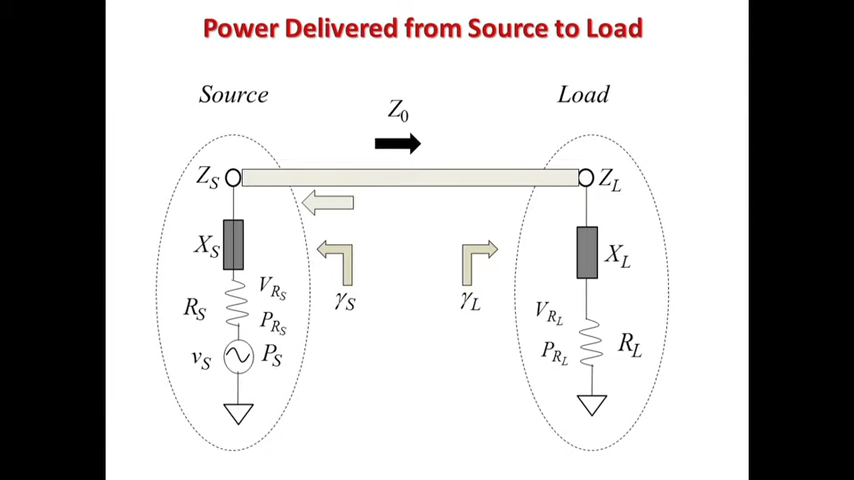 Power Delivered from Source to Load
Source
Load
Z0
ZS
ZL
XS
XL
VRS
RS
PRS
vS
PS
γS
γL
VRL
PRL
RL